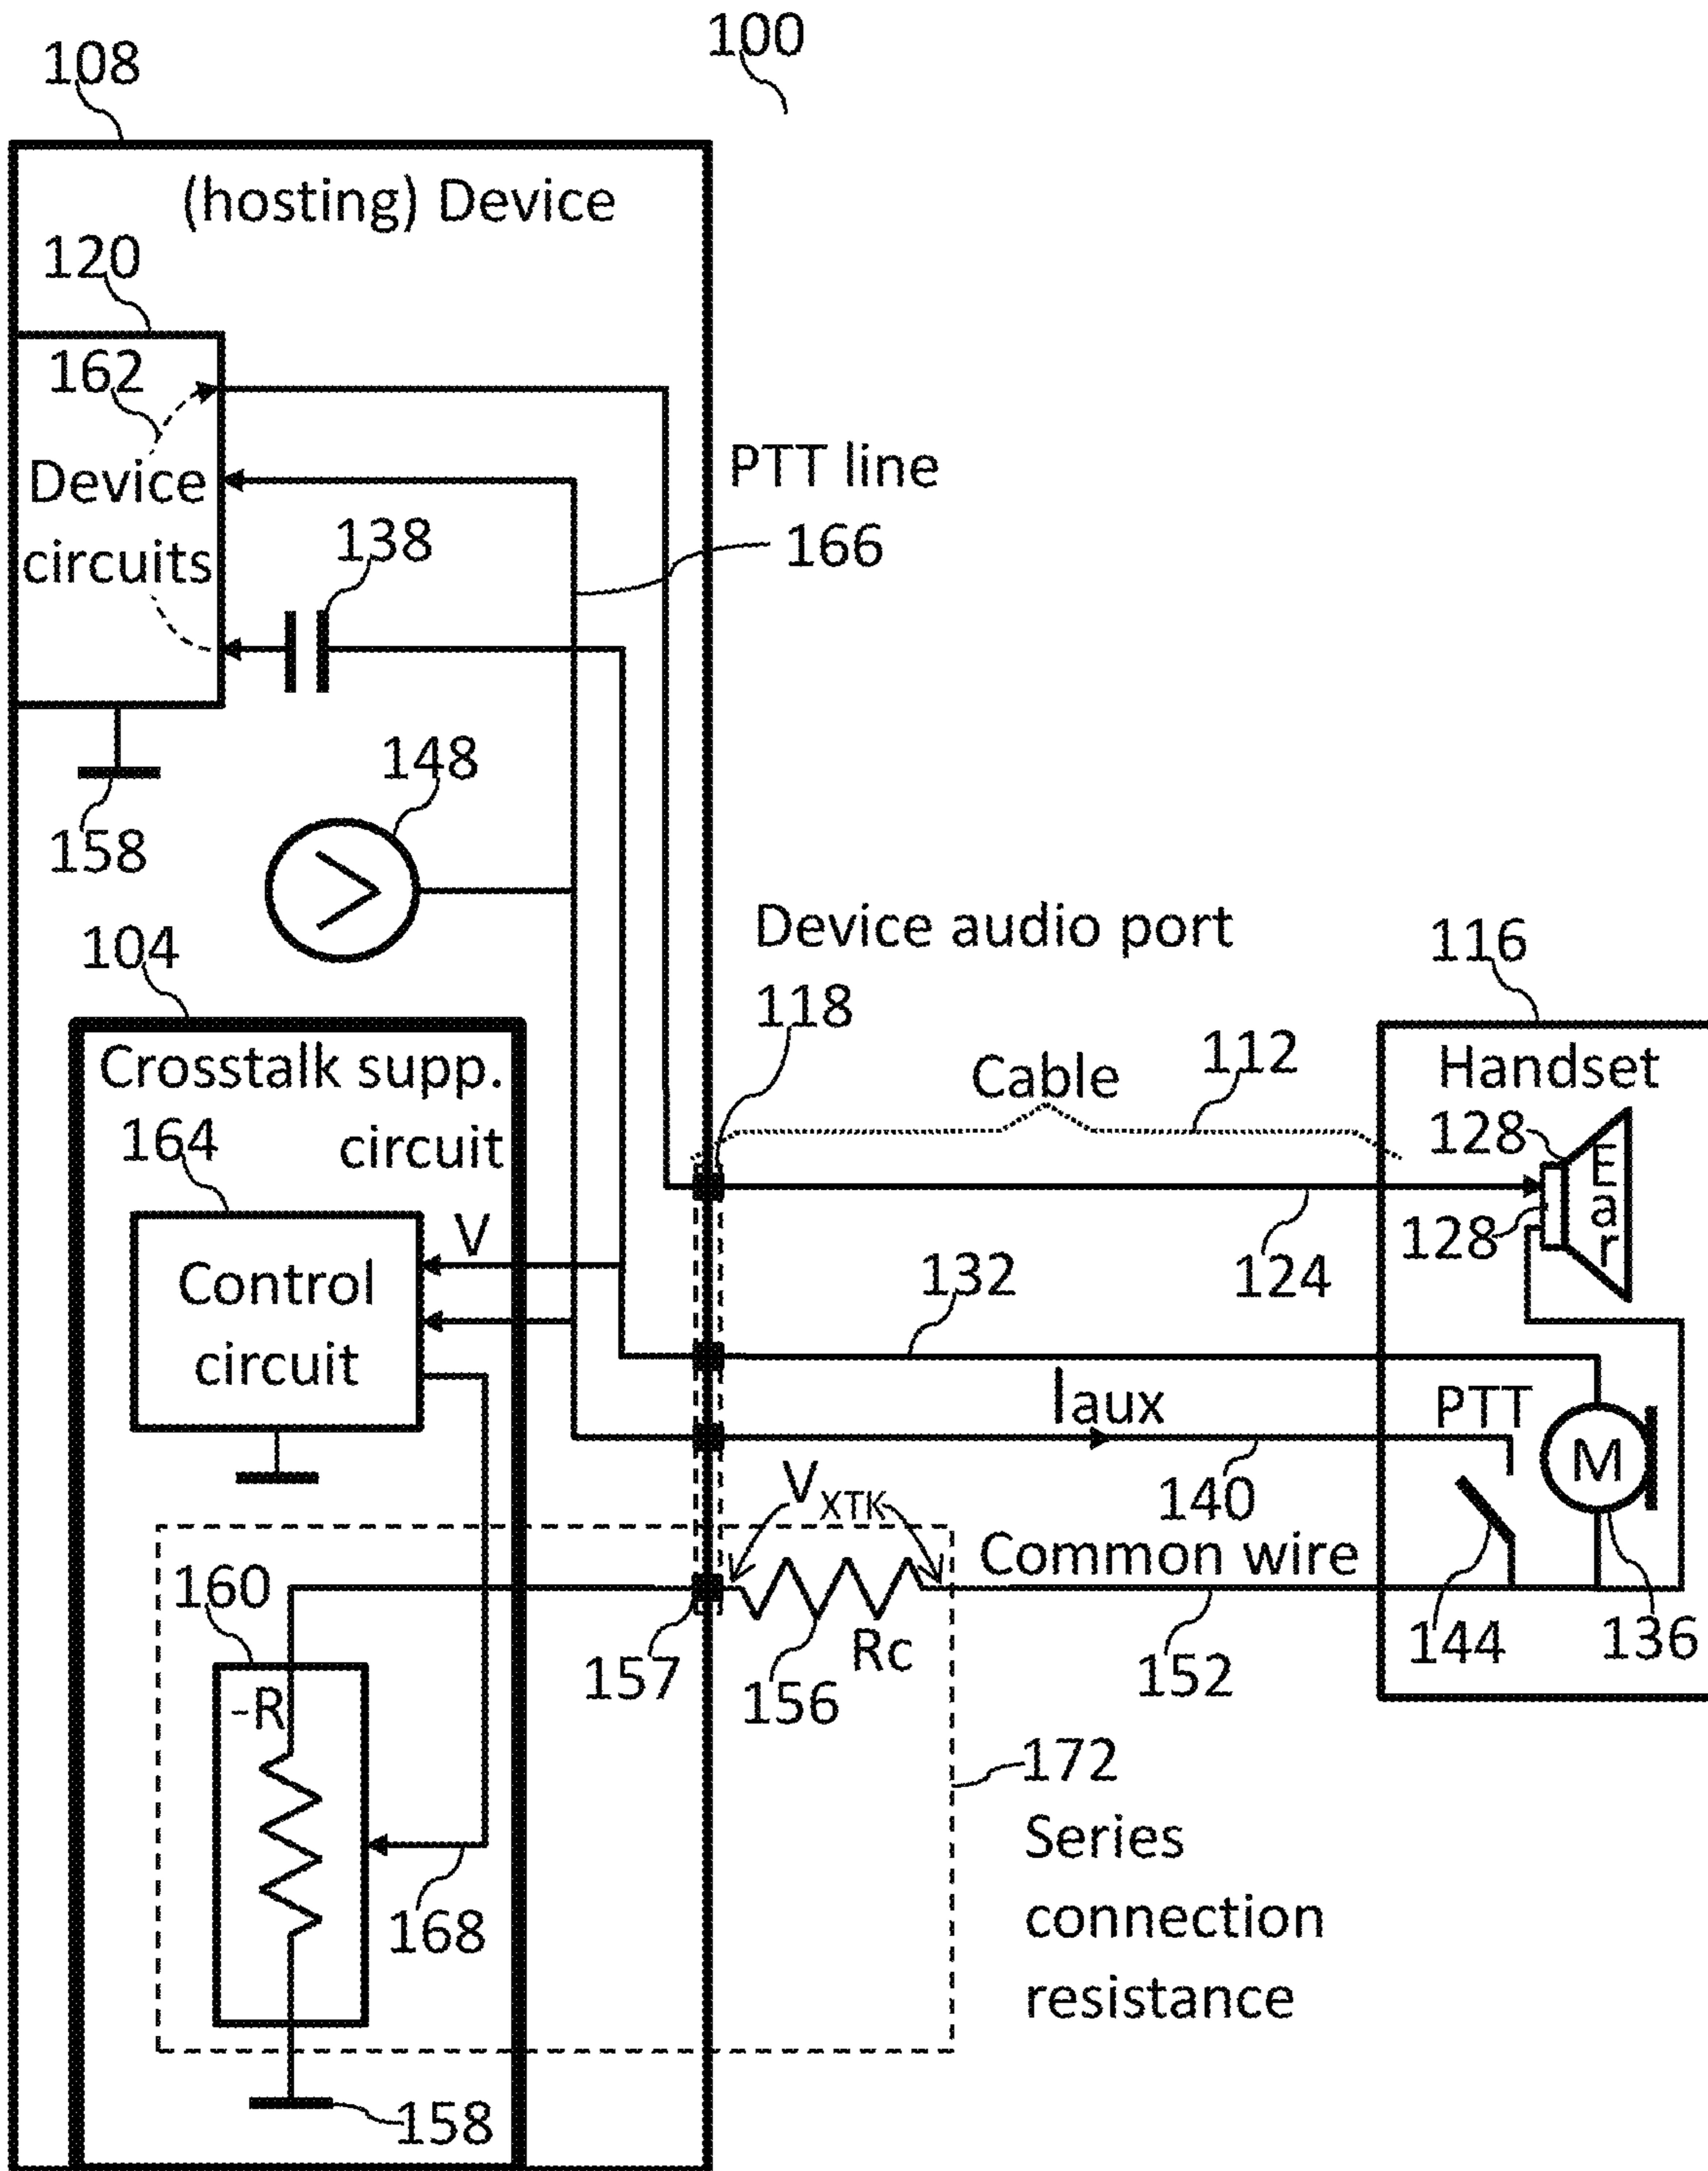 100
108
(hosting) Device
120
162
Device
circuits
138
PTT line
166
148
158
104
Device audio port
118
116
Crosstalk supp.
circuit
Cable
112
Handset
128
128
Ear
164
V
Control
circuit
132
124
Iaux
PTT
M
140
VXTK
Common wire
160
157
156
Rc
152
144
136
-R
172
Series
connection
resistance
168
158